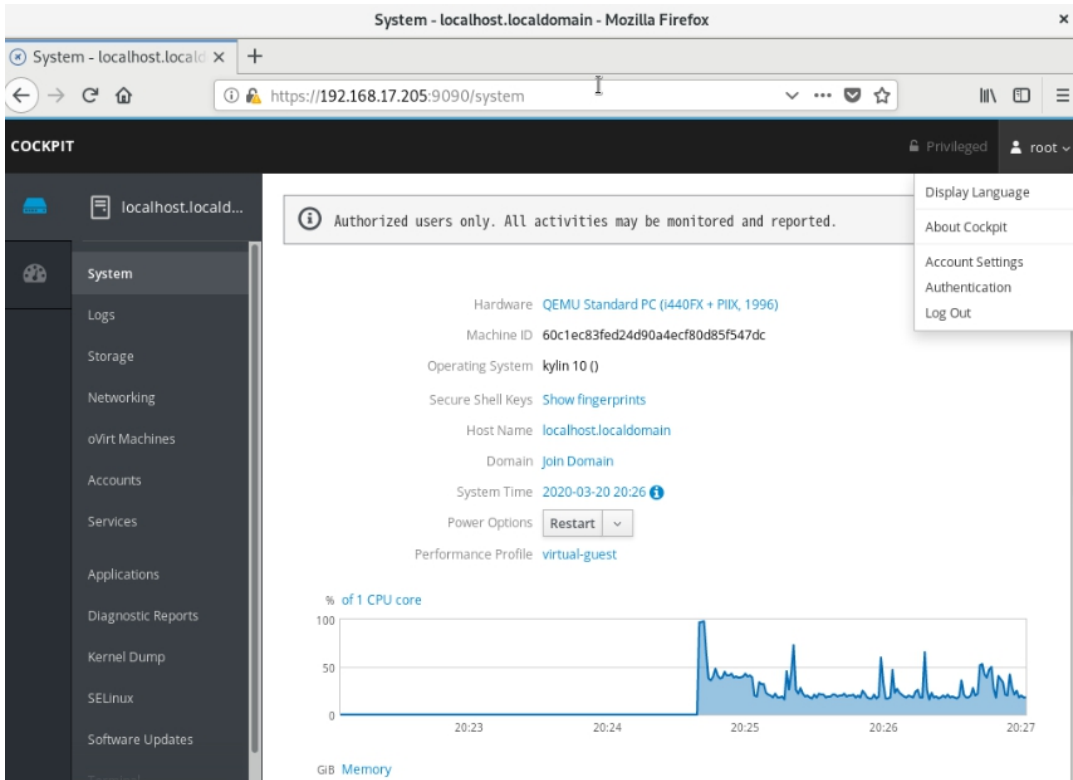 System - localhost.localdomain - Mozilla Firefox
System - localhost.locald
https://192.168.17.205:9090/system
COCKPIT
Privileged
root
localhost.locald...
System
Logs
Storage
Networking
oVirt Machines
Accounts
Services
Applications
Diagnostic Reports
Kernel Dump
SELinux
Software Updates
Display Language
About Cockpit
Account Settings
Authentication
Log Out
Authorized users only. All activities may be monitored and reported.
Hardware QEMU Standard PC (i440FX + PIIX, 1996)
Machine ID 60c1ec83fed24d90a4ecf80d85f547dc
Operating System kylin 10 ()
Secure Shell Keys Show fingerprints
Host Name localhost.localdomain
Domain Join Domain
System Time 2020-03-20 20:26
Power Options Restart
Performance Profile virtual-guest
% of 1 CPU core
100
50
0
20:23 20:24 20:25 20:26 20:27
GiB Memory